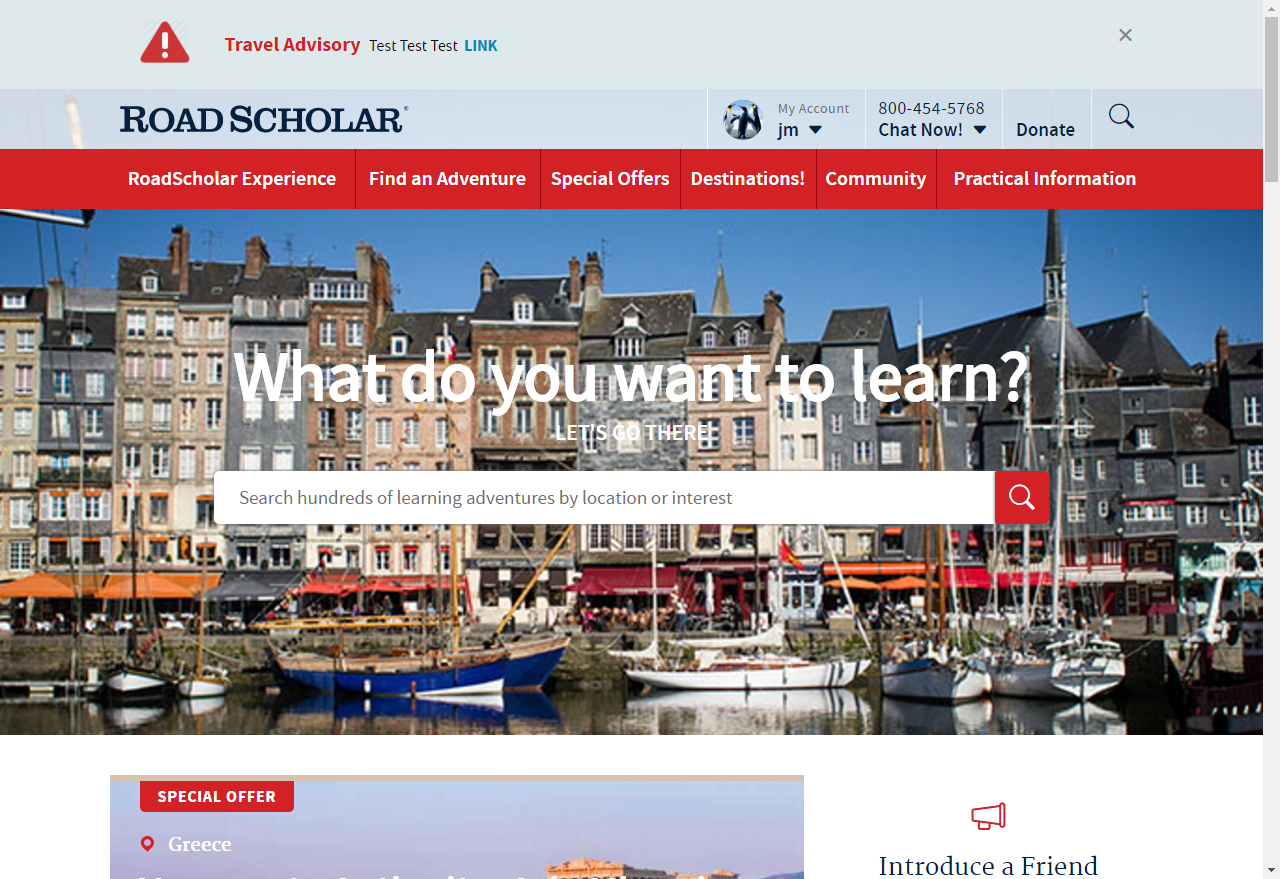 Travel Advisory Test Test Test LINK
×
ROAD SCHOLAR®
My Account
jm
800-454-5768
Chat Now!
Donate
RoadScholar Experience
Find an Adventure
Special Offers
Destinations!
Community
Practical Information
What do you want to learn?
LET'S GO THERE
Search hundreds of learning adventures by location or interest
SPECIAL OFFER
Greece
Introduce a Friend